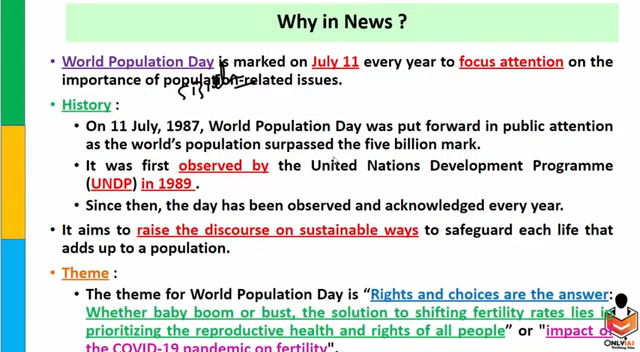 Why in News ?
World Population Day is marked on July 11 every year to focus attention on the
importance of population-related issues.
History :
On 11 July, 1987, World Population Day was put forward in public attention
as the world's population surpassed the five billion mark.
It was first observed by the United Nations Development Programme
(UNDP) in 1989 .
Since then, the day has been observed and acknowledged every year.
It aims to raise the discourse on sustainable ways to safeguard each life that
adds up to a population.
Theme :
The theme for World Population Day is “Rights and choices are the answer:
Whether baby boom or bust, the solution to shifting fertility rates lies in
prioritizing the reproductive health and rights of all people” or "impact of
the COVID-19 pandemic on fertility".
ONLYIAS